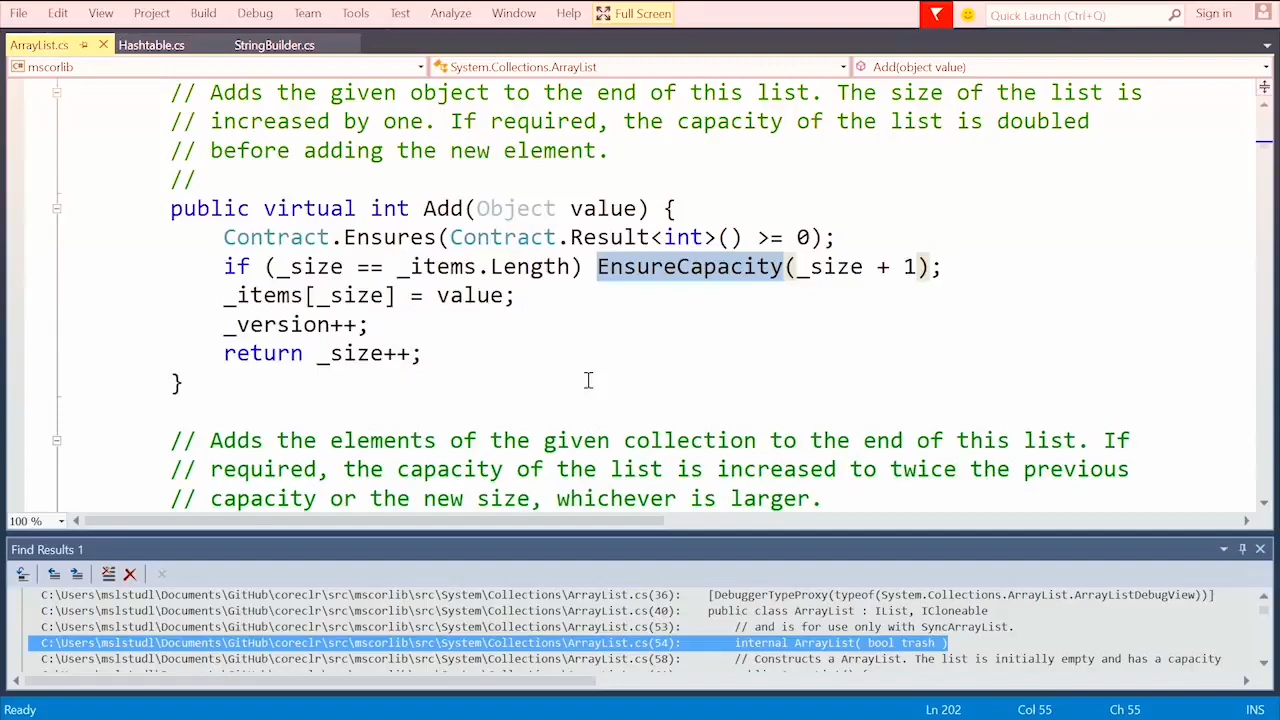 File Edit View Project Build Debug Team Tools Test Analyze Window Help Full Screen Quick Launch (Ctrl+Q) Sign in
ArrayList.cs Hashtable.cs StringBuilder.cs
C# mscorlib System.Collections.ArrayList Add(object value)
// Adds the given object to the end of this list. The size of the list is
// increased by one. If required, the capacity of the list is doubled
// before adding the new element.
//
public virtual int Add(Object value) {
Contract.Ensures(Contract.Result<int>() >= 0);
if (_size == _items.Length) EnsureCapacity(_size + 1);
_items[_size] = value;
_version++;
return _size++;
}
// Adds the elements of the given collection to the end of this list. If
// required, the capacity of the list is increased to twice the previous
// capacity or the new size, whichever is larger.
100 %
Find Results 1
C:\Users\mslstudl\Documents\GitHub\coreclr\src\mscorlib\src\System\Collections\ArrayList.cs(36): [DebuggerTypeProxy(typeof(System.Collections.ArrayList.ArrayListDebugView))]
C:\Users\mslstudl\Documents\GitHub\coreclr\src\mscorlib\src\System\Collections\ArrayList.cs(40): public class ArrayList : IList, ICloneable
C:\Users\mslstudl\Documents\GitHub\coreclr\src\mscorlib\src\System\Collections\ArrayList.cs(53): // and is for use only with SyncArrayList.
C:\Users\mslstudl\Documents\GitHub\coreclr\src\mscorlib\src\System\Collections\ArrayList.cs(54): internal ArrayList( bool trash )
C:\Users\mslstudl\Documents\GitHub\coreclr\src\mscorlib\src\System\Collections\ArrayList.cs(58): // Constructs a ArrayList. The list is initially empty and has a capacity
Ready Ln 202 Col 55 Ch 55 INS